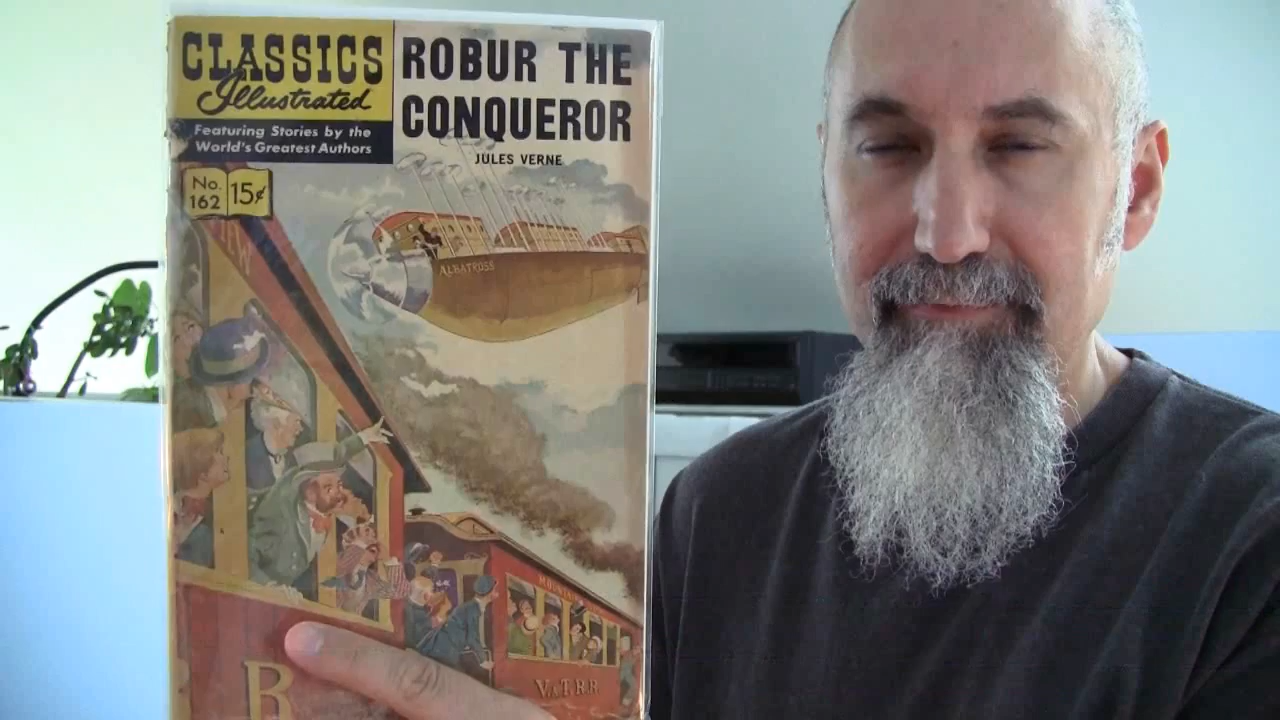 CLASSICS
Illustrated
Featuring Stories by the
World's Greatest Authors
No.
162
15¢
ROBUR THE
CONQUEROR
JULES VERNE
ALBATROSS
B
V.&T.R.R.